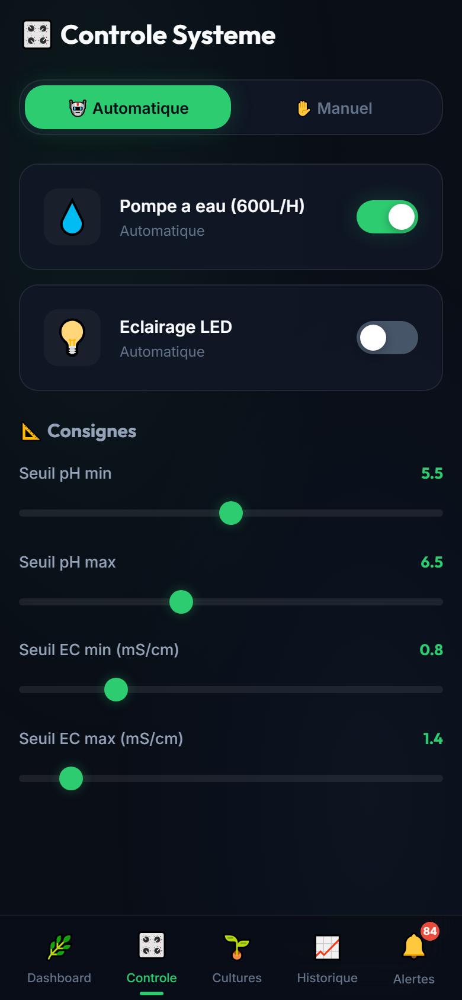 Controle Systeme
Automatique
Manuel
Pompe a eau (600L/H)
Automatique
Eclairage LED
Automatique
Consignes
Seuil pH min 5.5
Seuil pH max 6.5
Seuil EC min (mS/cm) 0.8
Seuil EC max (mS/cm) 1.4
84
Dashboard Controle Cultures Historique Alertes